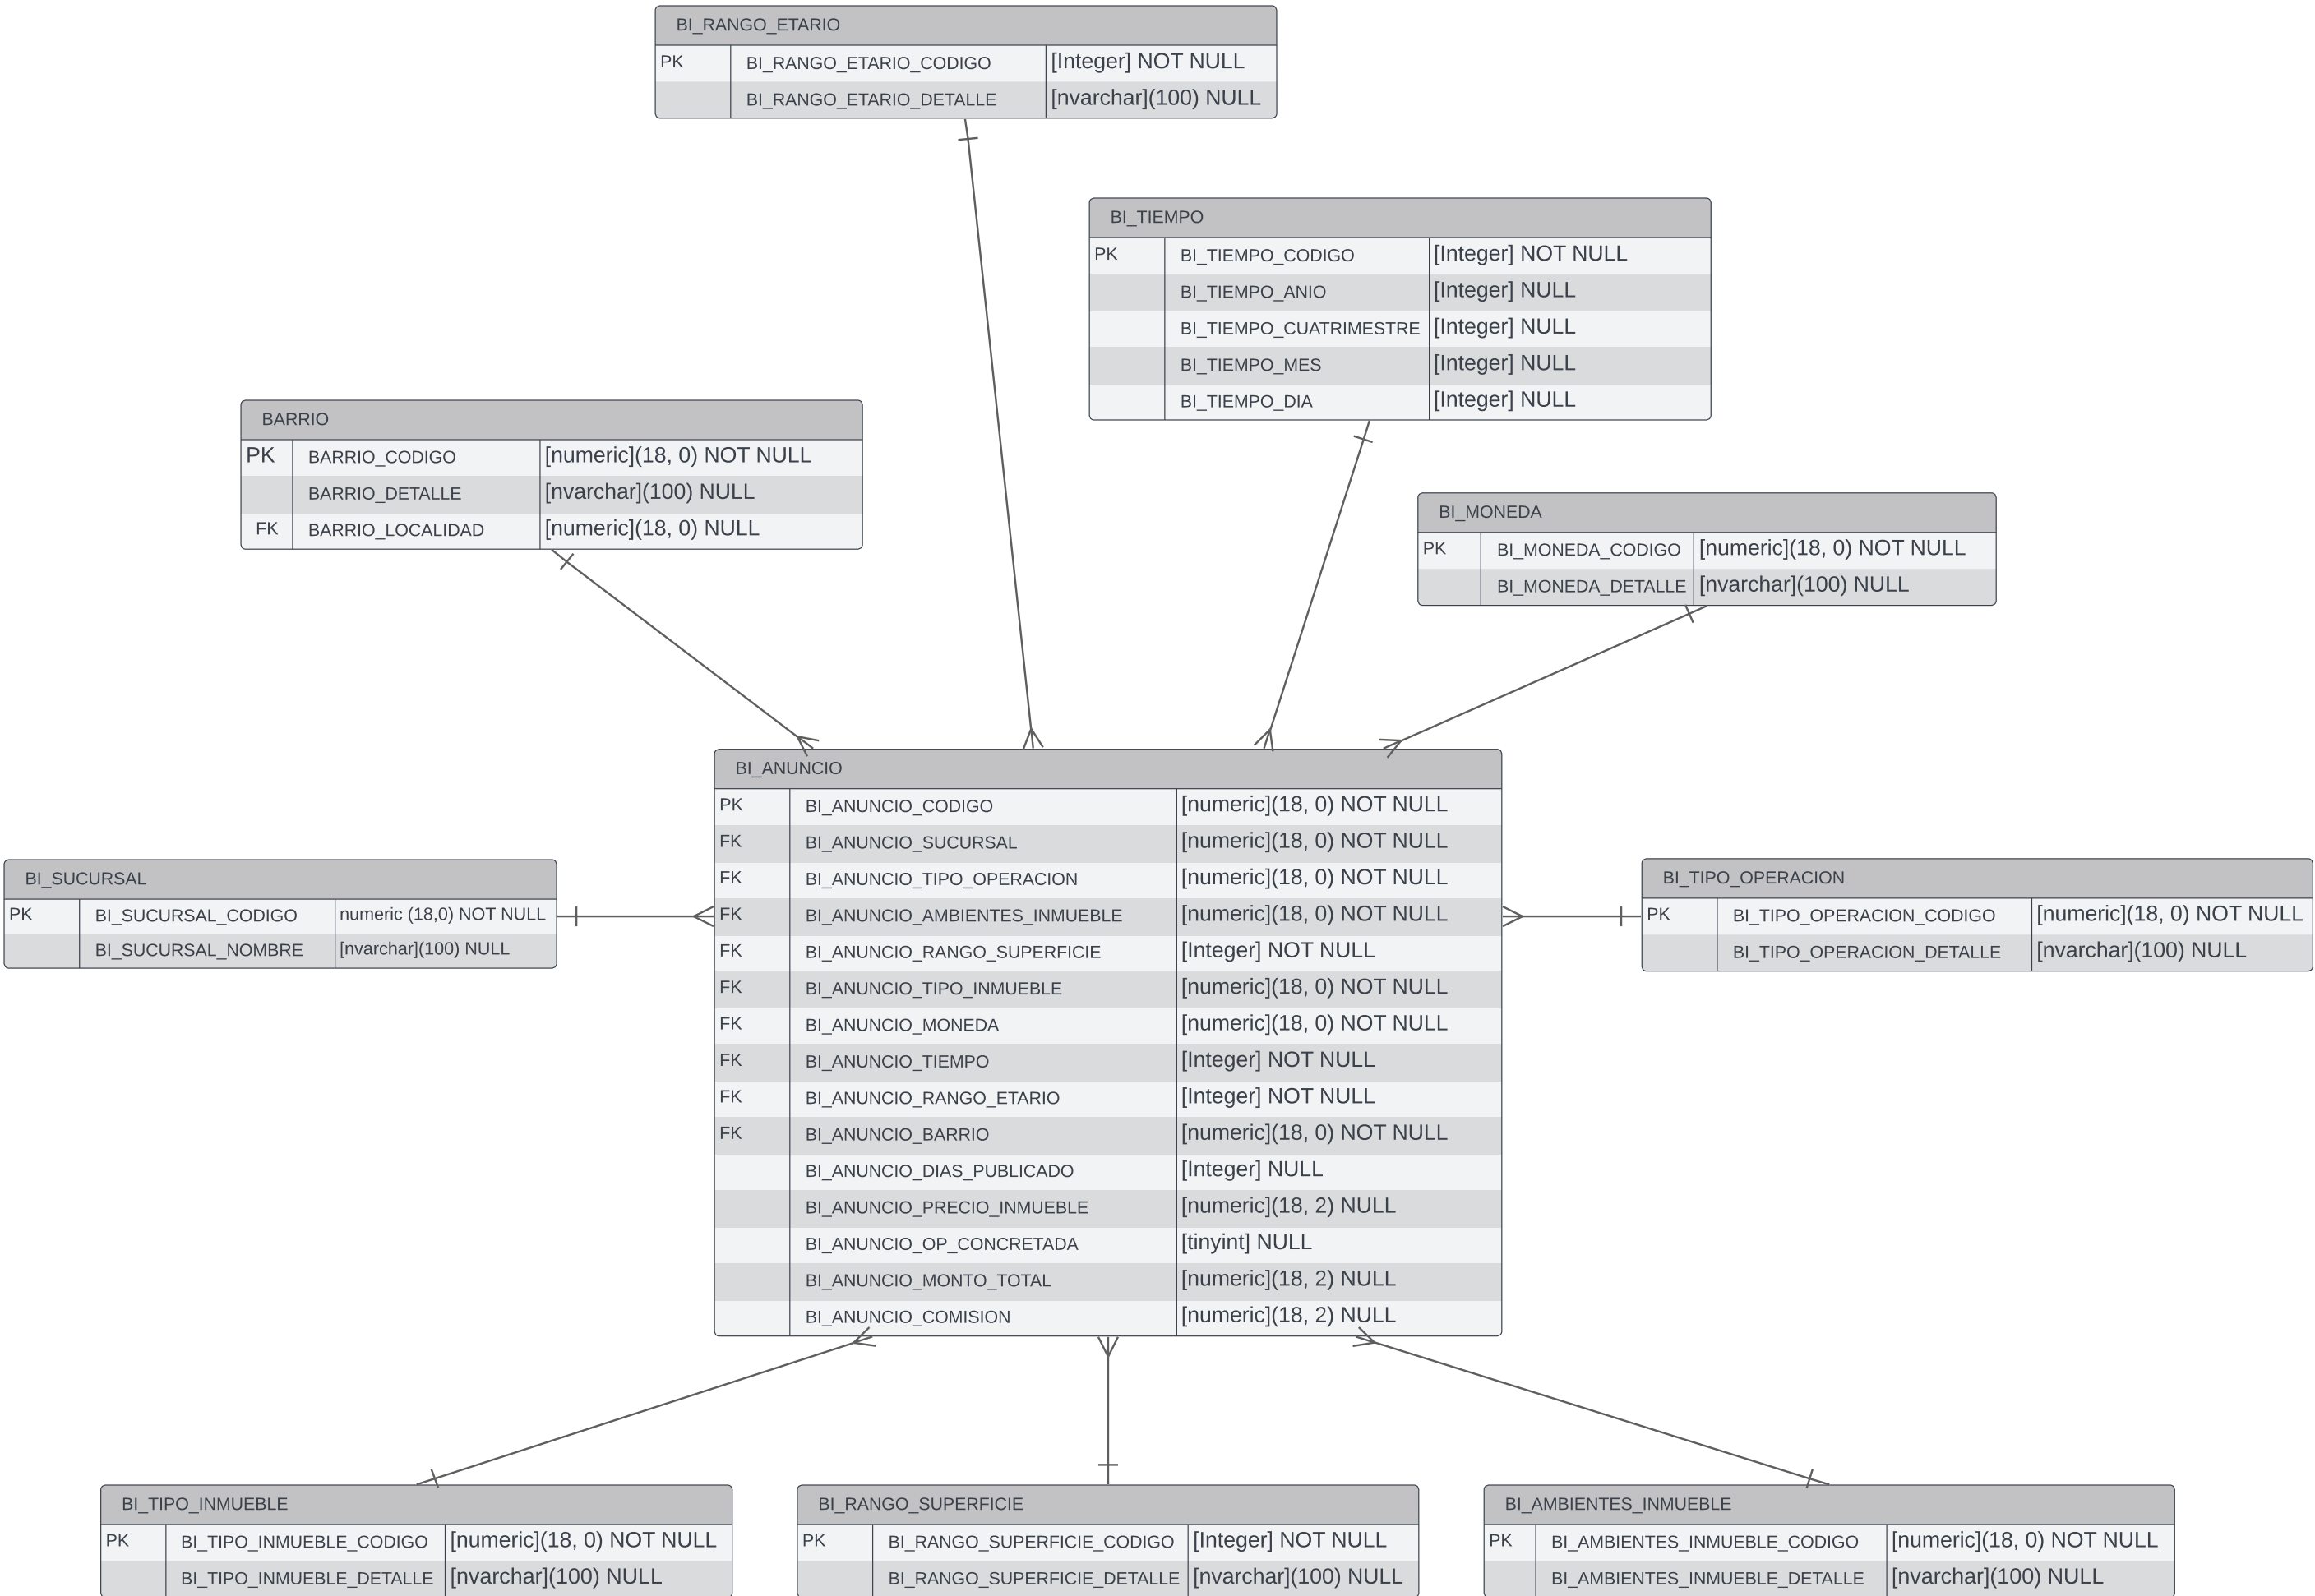 BI_RANGO_ETARIO
PK BI_RANGO_ETARIO_CODIGO [Integer] NOT NULL
BI_RANGO_ETARIO_DETALLE [nvarchar](100) NULL
BI_TIEMPO
PK BI_TIEMPO_CODIGO [Integer] NOT NULL
BI_TIEMPO_ANIO [Integer] NULL
BI_TIEMPO_CUATRIMESTRE [Integer] NULL
BI_TIEMPO_MES [Integer] NULL
BI_TIEMPO_DIA [Integer] NULL
BARRIO
PK BARRIO_CODIGO [numeric](18, 0) NOT NULL
BARRIO_DETALLE [nvarchar](100) NULL
FK BARRIO_LOCALIDAD [numeric](18, 0) NULL
BI_MONEDA
PK BI_MONEDA_CODIGO [numeric](18, 0) NOT NULL
BI_MONEDA_DETALLE [nvarchar](100) NULL
BI_ANUNCIO
PK BI_ANUNCIO_CODIGO [numeric](18, 0) NOT NULL
FK BI_ANUNCIO_SUCURSAL [numeric](18, 0) NOT NULL
FK BI_ANUNCIO_TIPO_OPERACION [numeric](18, 0) NOT NULL
FK BI_ANUNCIO_AMBIENTES_INMUEBLE [numeric](18, 0) NOT NULL
FK BI_ANUNCIO_RANGO_SUPERFICIE [Integer] NOT NULL
FK BI_ANUNCIO_TIPO_INMUEBLE [numeric](18, 0) NOT NULL
FK BI_ANUNCIO_MONEDA [numeric](18, 0) NOT NULL
FK BI_ANUNCIO_TIEMPO [Integer] NOT NULL
FK BI_ANUNCIO_RANGO_ETARIO [Integer] NOT NULL
FK BI_ANUNCIO_BARRIO [numeric](18, 0) NOT NULL
BI_ANUNCIO_DIAS_PUBLICADO [Integer] NULL
BI_ANUNCIO_PRECIO_INMUEBLE [numeric](18, 2) NULL
BI_ANUNCIO_OP_CONCRETADA [tinyint] NULL
BI_ANUNCIO_MONTO_TOTAL [numeric](18, 2) NULL
BI_ANUNCIO_COMISION [numeric](18, 2) NULL
BI_SUCURSAL
PK BI_SUCURSAL_CODIGO numeric (18,0) NOT NULL
BI_SUCURSAL_NOMBRE [nvarchar](100) NULL
BI_TIPO_OPERACION
PK BI_TIPO_OPERACION_CODIGO [numeric](18, 0) NOT NULL
BI_TIPO_OPERACION_DETALLE [nvarchar](100) NULL
BI_TIPO_INMUEBLE
PK BI_TIPO_INMUEBLE_CODIGO [numeric](18, 0) NOT NULL
BI_TIPO_INMUEBLE_DETALLE [nvarchar](100) NULL
BI_RANGO_SUPERFICIE
PK BI_RANGO_SUPERFICIE_CODIGO [Integer] NOT NULL
BI_RANGO_SUPERFICIE_DETALLE [nvarchar](100) NULL
BI_AMBIENTES_INMUEBLE
PK BI_AMBIENTES_INMUEBLE_CODIGO [numeric](18, 0) NOT NULL
BI_AMBIENTES_INMUEBLE_DETALLE [nvarchar](100) NULL